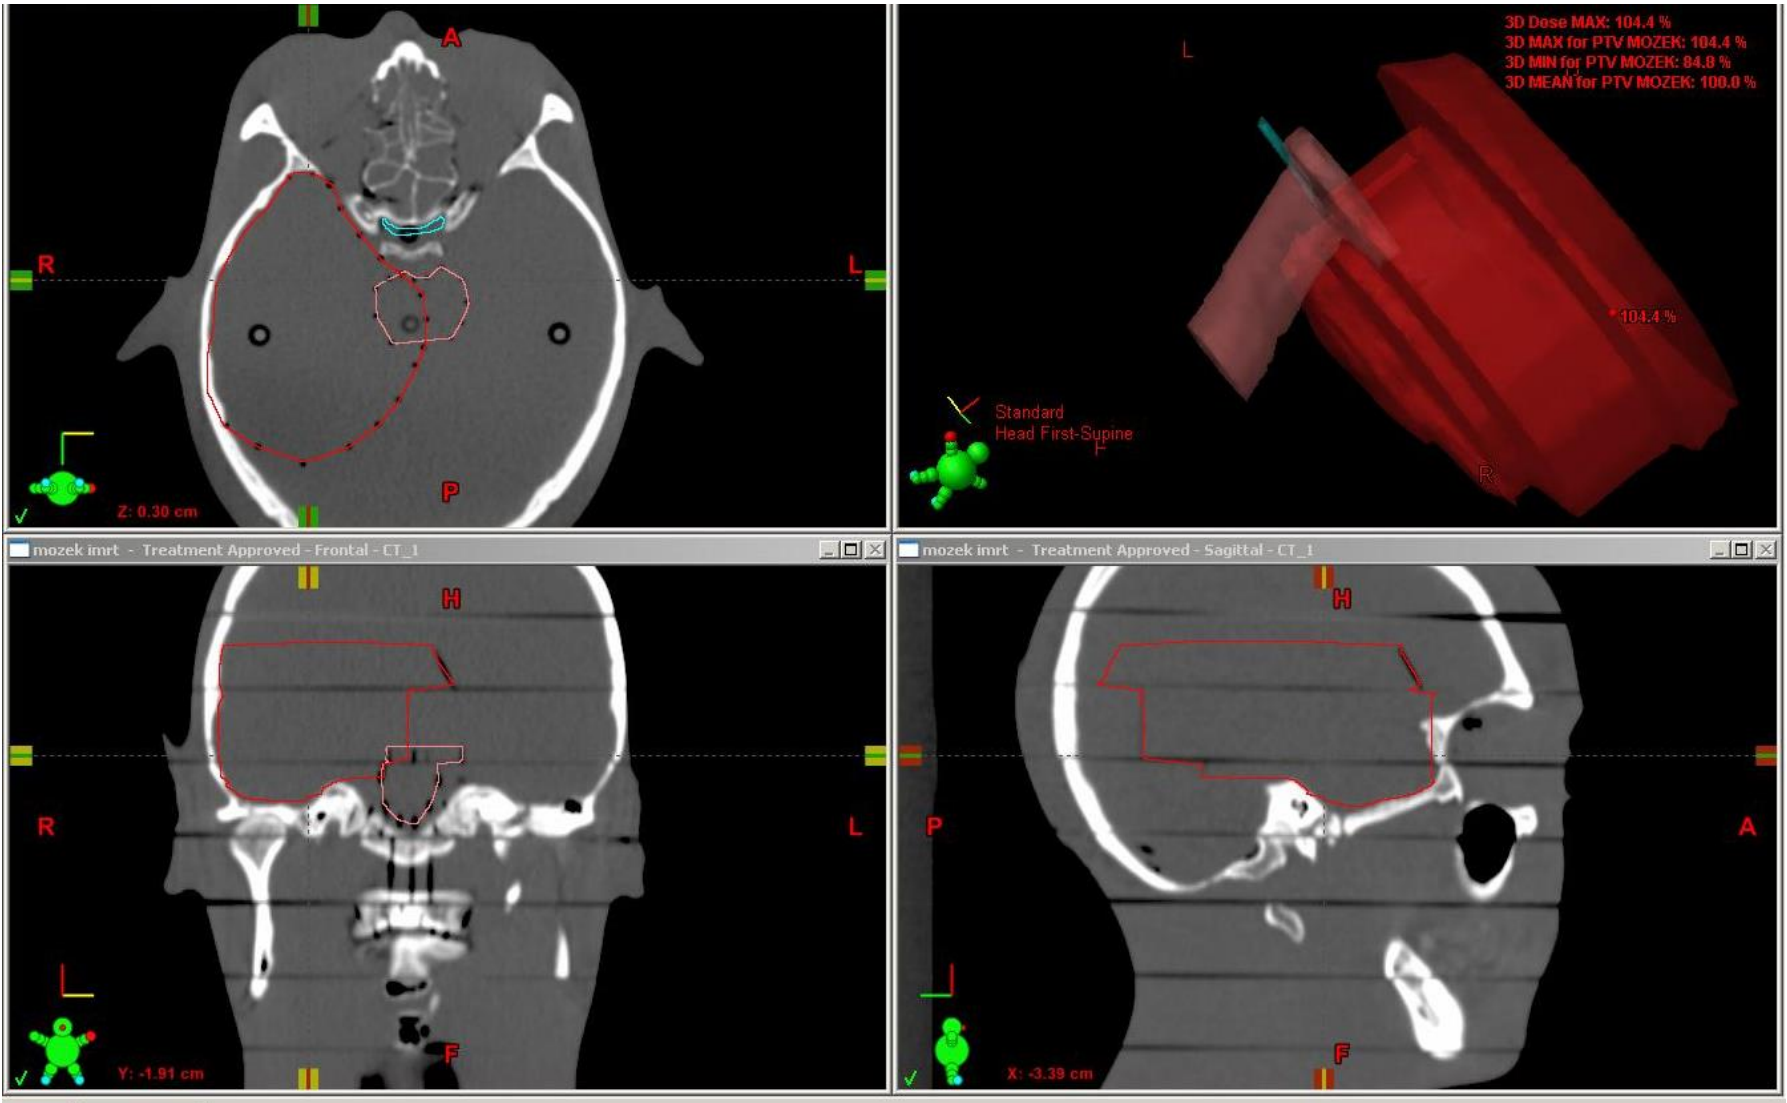 A
R
L
P
Z: 0.30 cm
3D Dose MAX: 104.4 %
3D MAX for PTV MOZEK: 104.4 %
3D MIN for PTV MOZEK: 84.8 %
3D MEAN for PTV MOZEK: 100.0 %
L
104.4 %
Standard
Head First-Supine
F
R
mozek imrt - Treatment Approved - Frontal - CT_1
H
R
L
F
Y: -1.91 cm
mozek imrt - Treatment Approved - Sagittal - CT_1
H
P
A
F
X: -3.39 cm